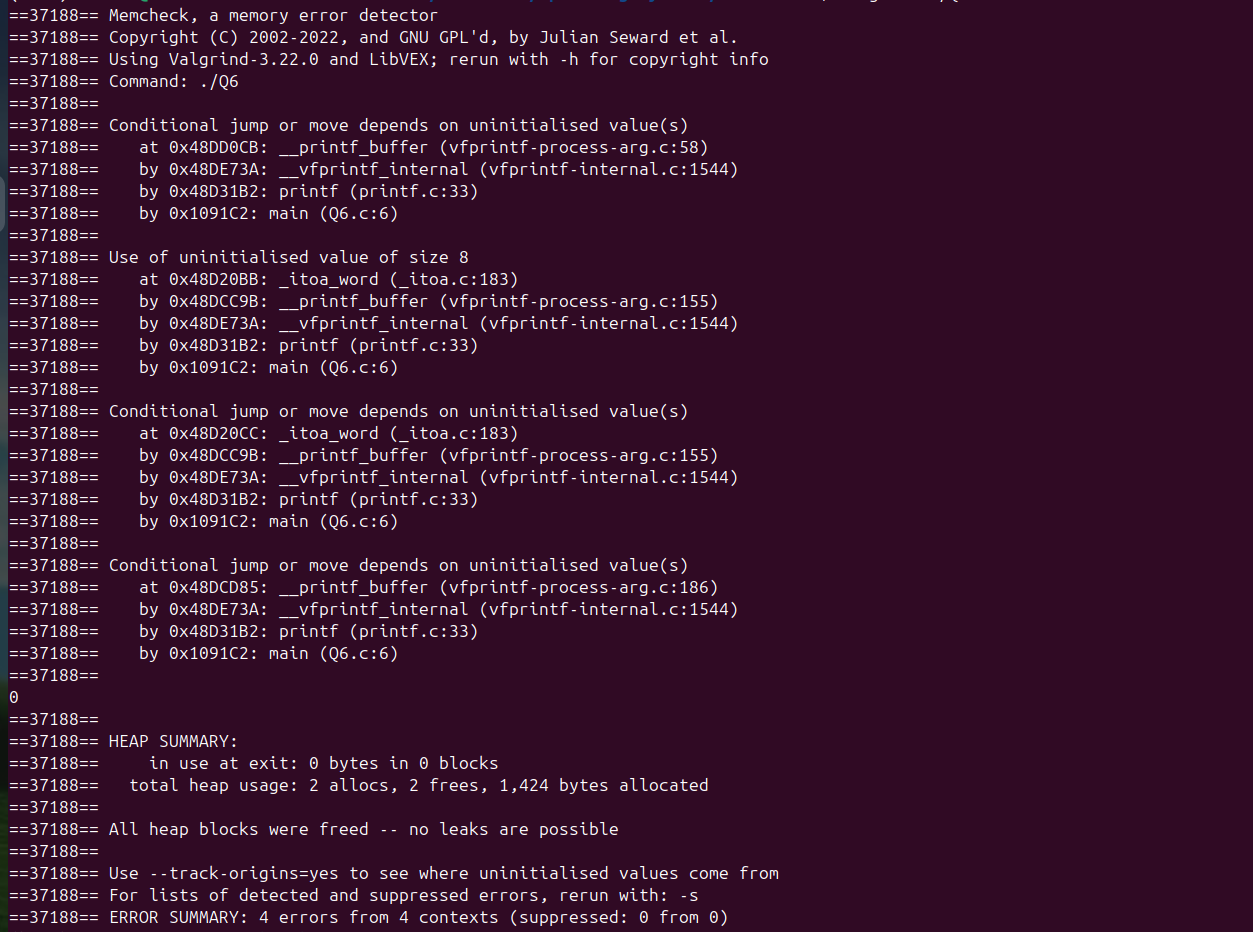 ==37188== Memcheck, a memory error detector
==37188== Copyright (C) 2002-2022, and GNU GPL'd, by Julian Seward et al.
==37188== Using Valgrind-3.22.0 and LibVEX; rerun with -h for copyright info
==37188== Command: ./Q6
==37188==
==37188== Conditional jump or move depends on uninitialised value(s)
==37188==    at 0x48DD0CB: __printf_buffer (vfprintf-process-arg.c:58)
==37188==    by 0x48DE73A: __vfprintf_internal (vfprintf-internal.c:1544)
==37188==    by 0x48D31B2: printf (printf.c:33)
==37188==    by 0x1091C2: main (Q6.c:6)
==37188==
==37188== Use of uninitialised value of size 8
==37188==    at 0x48D20BB: _itoa_word (_itoa.c:183)
==37188==    by 0x48DCC9B: __printf_buffer (vfprintf-process-arg.c:155)
==37188==    by 0x48DE73A: __vfprintf_internal (vfprintf-internal.c:1544)
==37188==    by 0x48D31B2: printf (printf.c:33)
==37188==    by 0x1091C2: main (Q6.c:6)
==37188==
==37188== Conditional jump or move depends on uninitialised value(s)
==37188==    at 0x48D20CC: _itoa_word (_itoa.c:183)
==37188==    by 0x48DCC9B: __printf_buffer (vfprintf-process-arg.c:155)
==37188==    by 0x48DE73A: __vfprintf_internal (vfprintf-internal.c:1544)
==37188==    by 0x48D31B2: printf (printf.c:33)
==37188==    by 0x1091C2: main (Q6.c:6)
==37188==
==37188== Conditional jump or move depends on uninitialised value(s)
==37188==    at 0x48DCD85: __printf_buffer (vfprintf-process-arg.c:186)
==37188==    by 0x48DE73A: __vfprintf_internal (vfprintf-internal.c:1544)
==37188==    by 0x48D31B2: printf (printf.c:33)
==37188==    by 0x1091C2: main (Q6.c:6)
==37188==
0
==37188==
==37188== HEAP SUMMARY:
==37188==     in use at exit: 0 bytes in 0 blocks
==37188==   total heap usage: 2 allocs, 2 frees, 1,424 bytes allocated
==37188==
==37188== All heap blocks were freed -- no leaks are possible
==37188==
==37188== Use --track-origins=yes to see where uninitialised values come from
==37188== For lists of detected and suppressed errors, rerun with: -s
==37188== ERROR SUMMARY: 4 errors from 4 contexts (suppressed: 0 from 0)